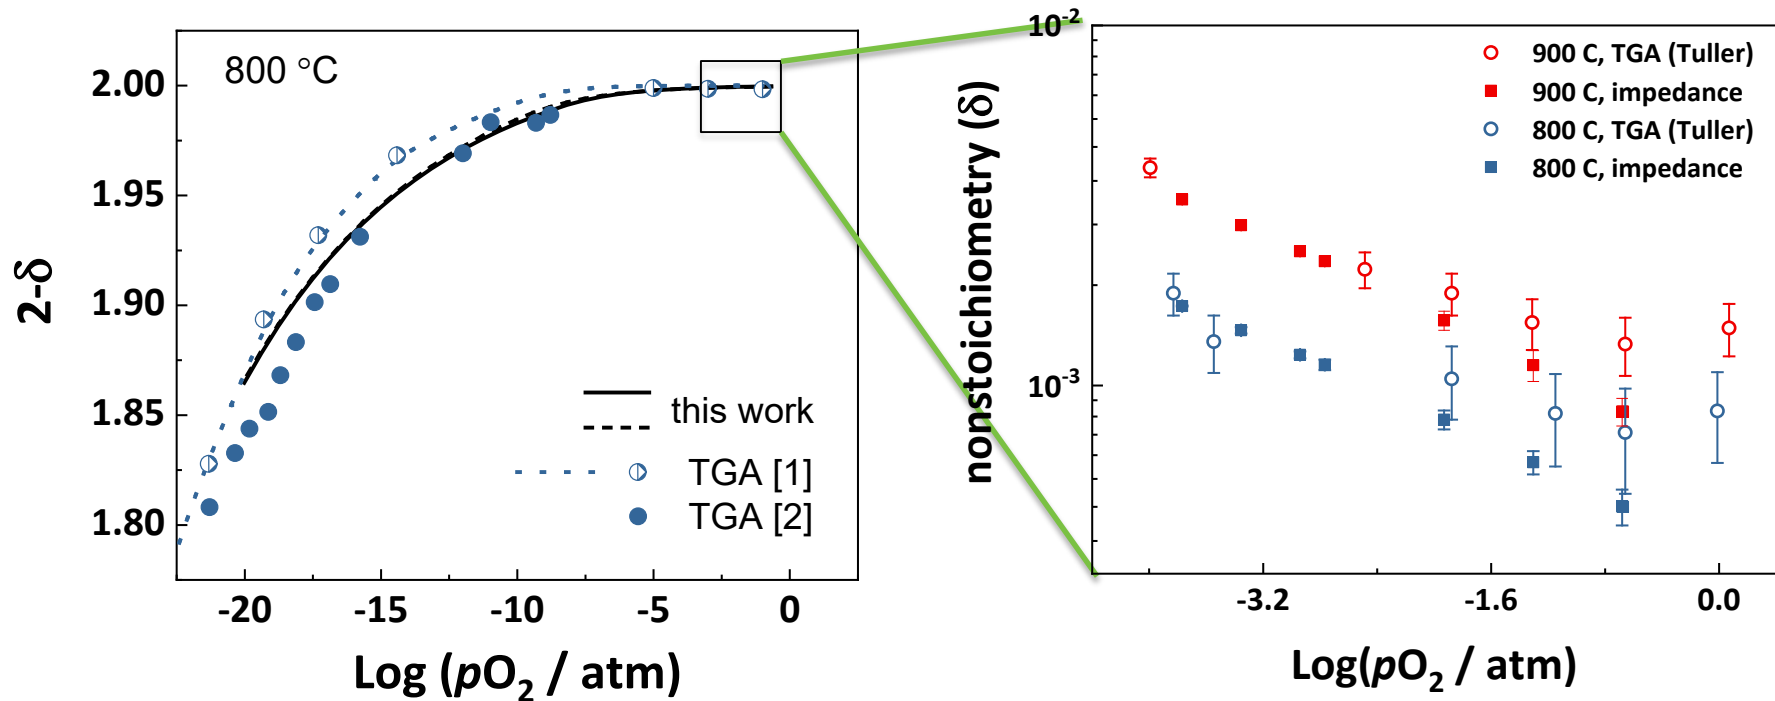 800 °C
2.00
1.95
1.90
1.85
1.80
2-δ
-20
-15
-10
-5
0
Log (pO₂ / atm)
this work
TGA [1]
TGA [2]
10⁻²
10⁻³
nonstoichiometry (δ)
900 C, TGA (Tuller)
900 C, impedance
800 C, TGA (Tuller)
800 C, impedance
-3.2
-1.6
0.0
Log(pO₂ / atm)